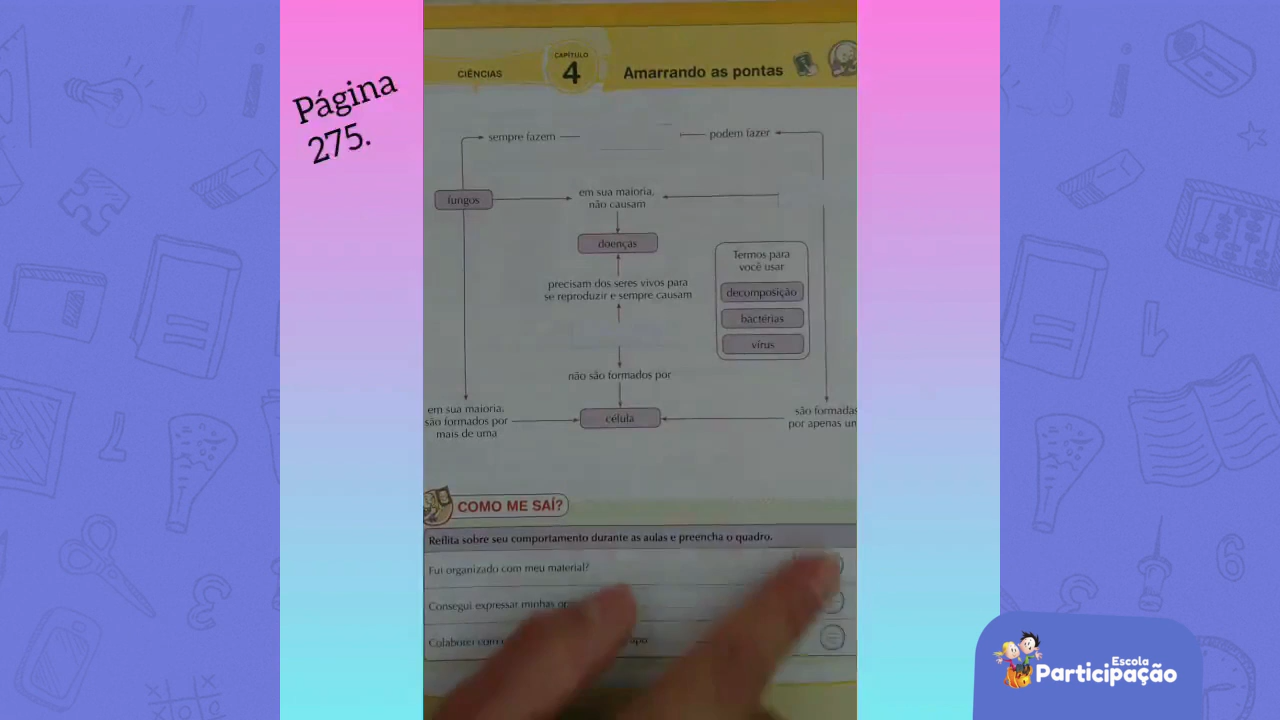 Página
275.
CIÊNCIAS
CAPÍTULO
4
Amarrando as pontas
sempre fazem
podem fazer
fungos
em sua maioria,
não causam
doenças
precisam dos seres vivos para
se reproduzir e sempre causam
Termos para
você usar
decomposição
bactérias
vírus
não são formados por
célula
em sua maioria,
são formados por
mais de uma
são formadas
por apenas
COMO ME SAÍ?
Reflita sobre seu comportamento durante as aulas e preencha o quadro.
Fui organizado com meu material?
Consegui expressar minhas
Colaborei com
Escola
Participação